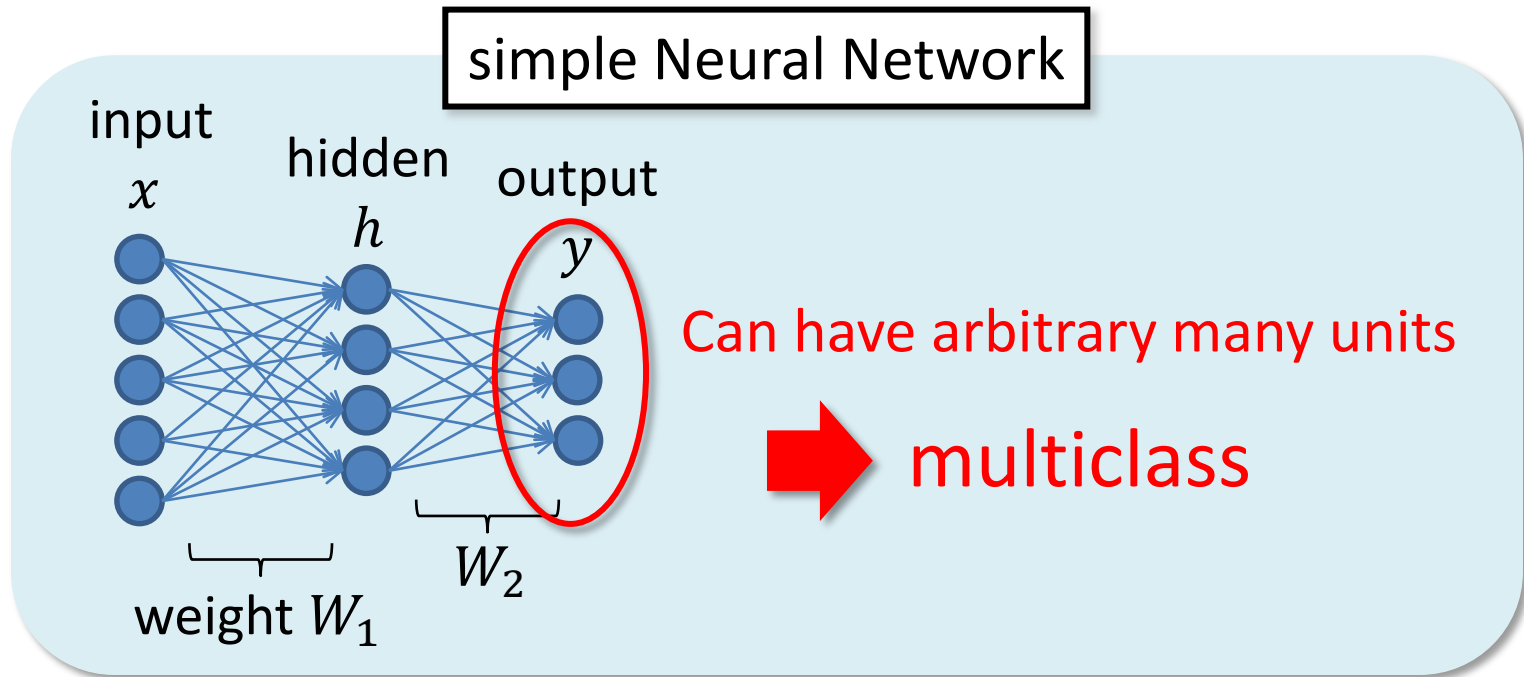 simple Neural Network
input
x
hidden
h
output
y
Can have arbitrary many units
multiclass
weight W₁
W₂